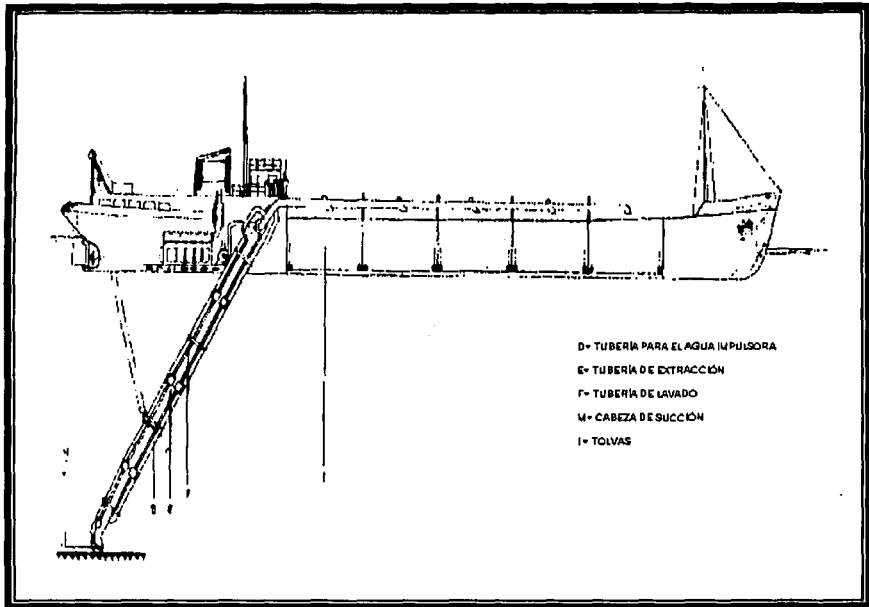 D= TUBERÍA PARA EL AGUA IMPULSORA
E= TUBERÍA DE EXTRACCIÓN
F= TUBERÍA DE LAVADO
M= CABEZA DE SUCCIÓN
I= TOLVAS